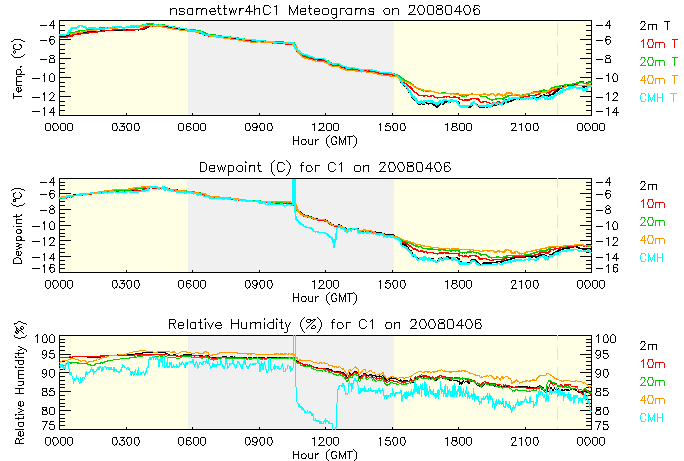 nsamettwr4hC1 Meteograms on 20080406
-4 -4 2m T
-6 -6 10m T
-8 -8 20m T
-10 -10 40m T
-12 -12 CMH T
-14 -14
Temp. (°C)
0000 0300 0600 0900 1200 1500 1800 2100 0000
Hour (GMT)
Dewpoint (C) for C1 on 20080406
-4 -4 2m
-6 -6 10m
-8 -8 20m
-10 -10 40m
-12 -12 CMH
-14 -14
-16 -16
Dewpoint (°C)
0000 0300 0600 0900 1200 1500 1800 2100 0000
Hour (GMT)
Relative Humidity (%) for C1 on 20080406
100 100 2m
95 95 10m
90 90 20m
85 85 40m
80 80 CMH
75 75
Relative Humidity (%)
0000 0300 0600 0900 1200 1500 1800 2100 0000
Hour (GMT)